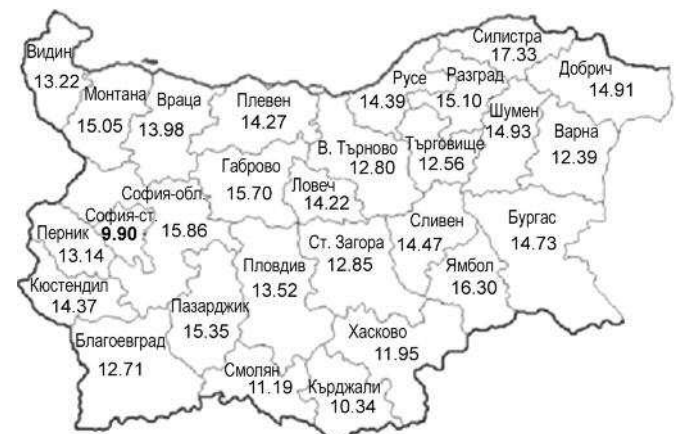 Видин
13.22
Монтана
15.05
Враца
13.98
Плевен
14.27
Русе
14.39
Разград
15.10
Силистра
17.33
Добрич
14.91
Шумен
14.93
Варна
12.39
Търговище
12.56
В. Търново
12.80
Габрово
15.70
Ловеч
14.22
София-обл.
15.86
София-ст.
9.90
Перник
13.14
Кюстендил
14.37
Благоевград
12.71
Пазарджик
15.35
Пловдив
13.52
Ст. Загора
12.85
Сливен
14.47
Бургас
14.73
Ямбол
16.30
Хасково
11.95
Смолян
11.19
Кърджали
10.34